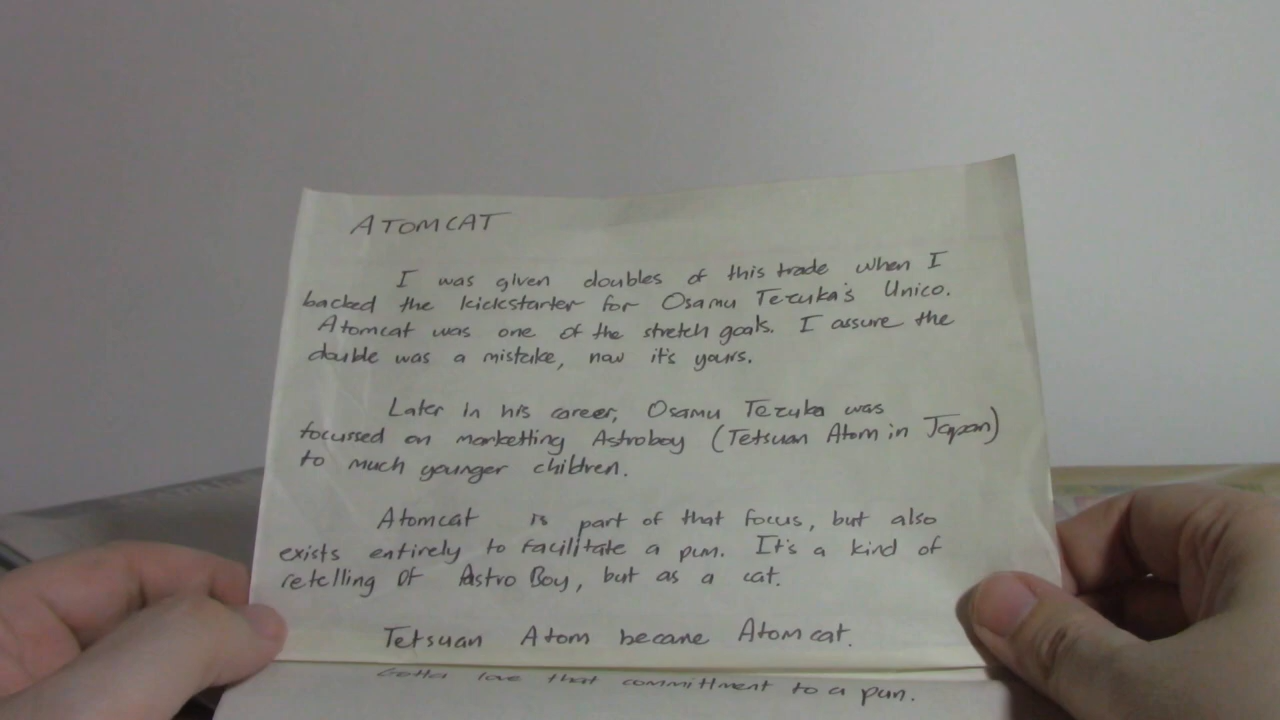 ATOMCAT
I was given doubles of this trade when I
backed the kickstarter for Osamu Tezuka's Unico.
Atomcat was one of the stretch goals. I assure the
double was a mistake, now it's yours.
Later in his career, Osamu Tezuka was
focussed on marketting Astroboy (Tetsuan Atom in Japan)
to much younger children.
Atomcat is part of that focus, but also
exists entirely to facilitate a pun. It's a kind of
retelling of Astro Boy, but as a cat.
Tetsuan Atom became Atomcat.
Gotta love that committment to a pun.